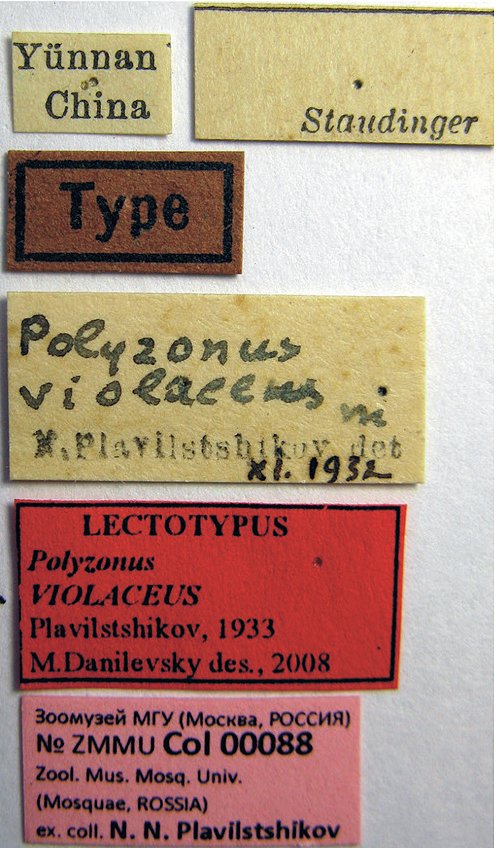 Yünnan
China
Staudinger
Type
Polyzonus
violaceus m
N. Plavilstshikov det
XI. 1932
LECTOTYPUS
Polyzonus
VIOLACEUS
Plavilstshikov, 1933
M.Danilevsky des., 2008
Зоомузей МГУ (Москва, РОССИЯ)
№ ZMMU Col 00088
Zool. Mus. Mosq. Univ.
(Mosquae, ROSSIA)
ex. coll. N. N. Plavilstshikov